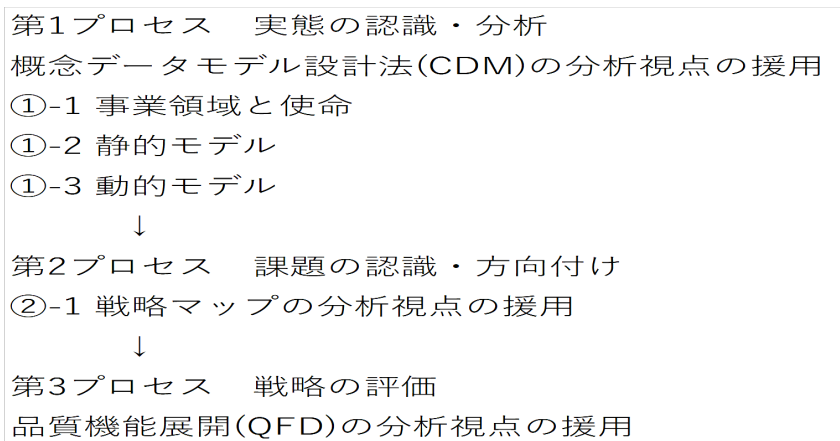 第1プロセス　実態の認識・分析
概念データモデル設計法(CDM)の分析視点の援用
①-1 事業領域と使命
①-2 静的モデル
①-3 動的モデル
↓
第2プロセス　課題の認識・方向付け
②-1 戦略マップの分析視点の援用
↓
第3プロセス　戦略の評価
品質機能展開(QFD)の分析視点の援用